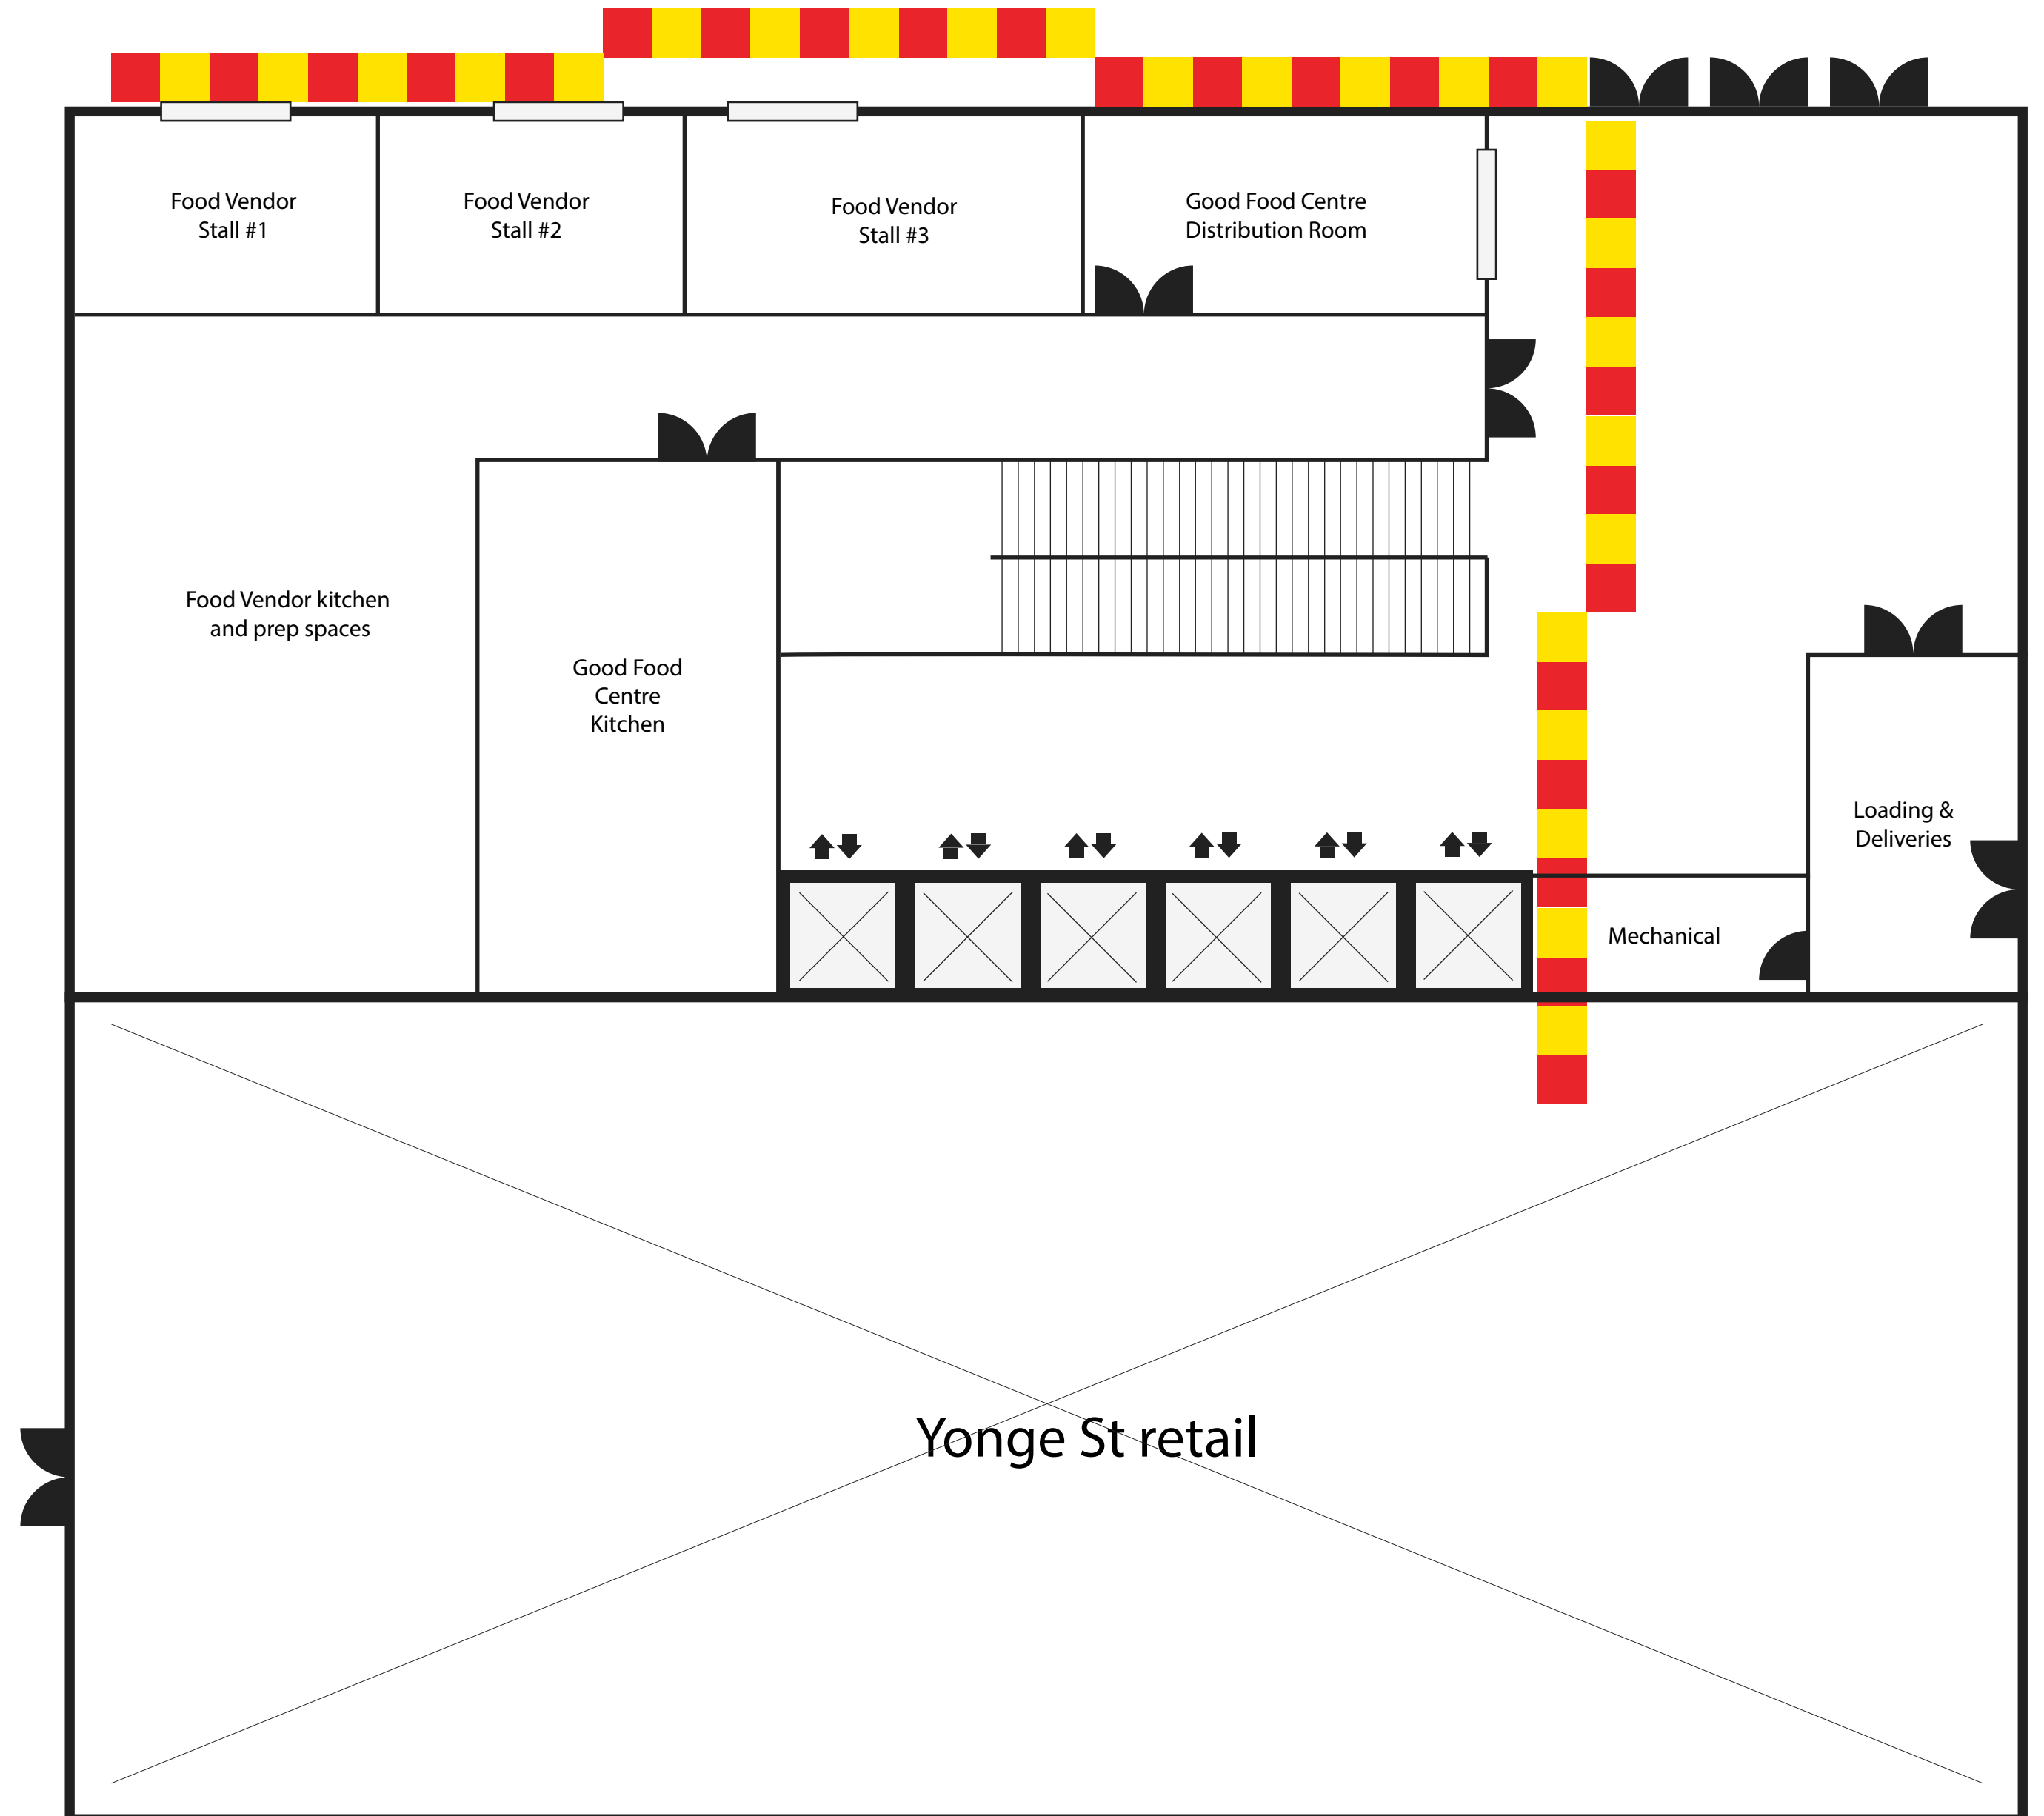 Food Vendor
Stall #1
Food Vendor
Stall #2
Food Vendor
Stall #3
Good Food Centre
Distribution Room
Food Vendor kitchen
and prep spaces
Good Food
Centre
Kitchen
Loading &
Deliveries
Mechanical
Yonge St retail